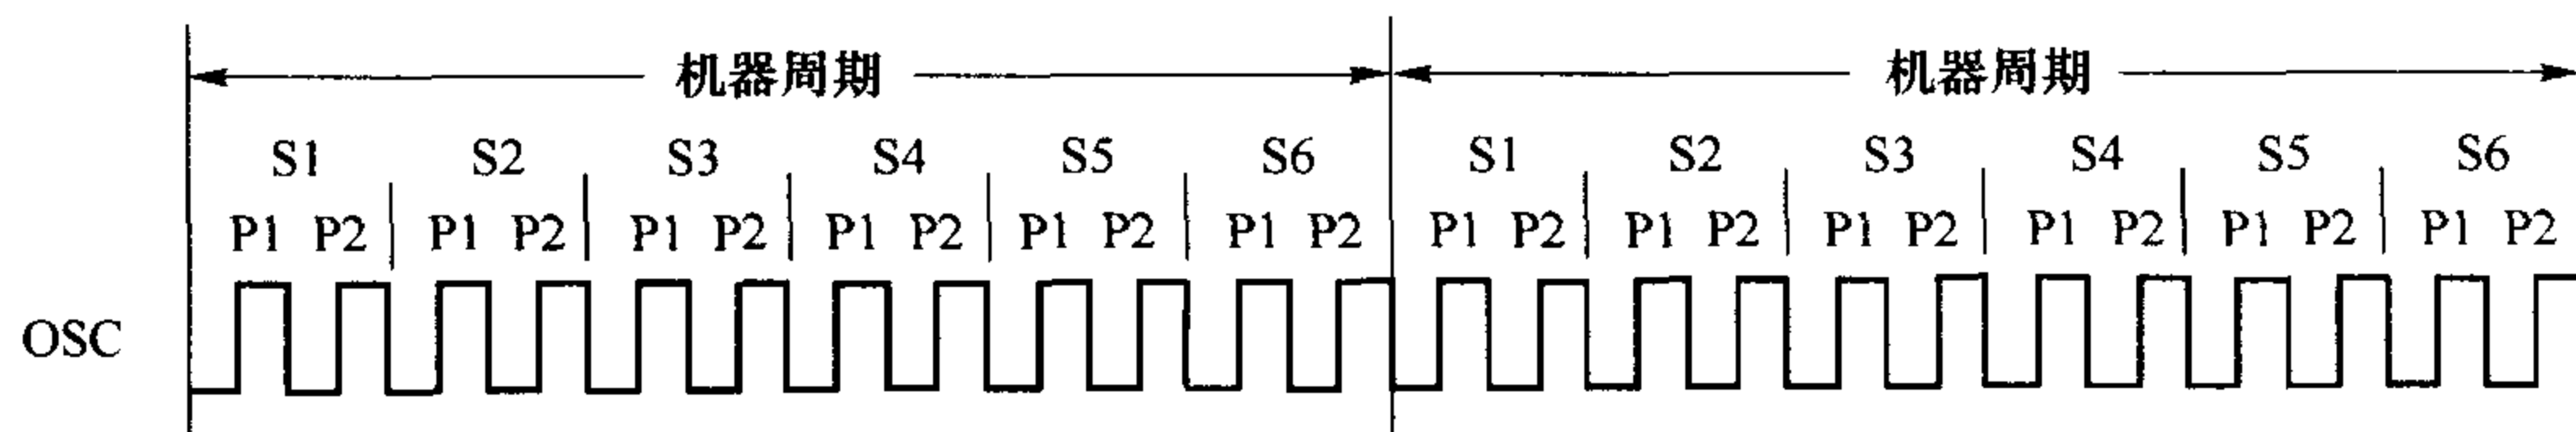 机器周期 机器周期
S1 S2 S3 S4 S5 S6 S1 S2 S3 S4 S5 S6
P1 P2 P1 P2 P1 P2 P1 P2 P1 P2 P1 P2 P1 P2 P1 P2 P1 P2 P1 P2 P1 P2 P1 P2
OSC